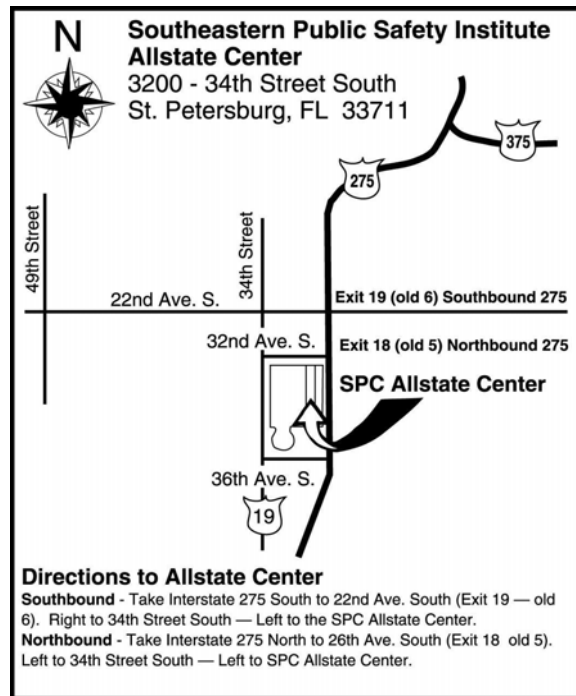 N
Southeastern Public Safety Institute
Allstate Center
3200 - 34th Street South
St. Petersburg, FL  33711
375
275
49th Street
34th Street
22nd Ave. S.
Exit 19 (old 6) Southbound 275
32nd Ave. S.
Exit 18 (old 5) Northbound 275
SPC Allstate Center
36th Ave. S.
19
Directions to Allstate Center
Southbound - Take Interstate 275 South to 22nd Ave. South (Exit 19 — old
6).  Right to 34th Street South — Left to the SPC Allstate Center.
Northbound - Take Interstate 275 North to 26th Ave. South (Exit 18  old 5).
Left to 34th Street South — Left to SPC Allstate Center.